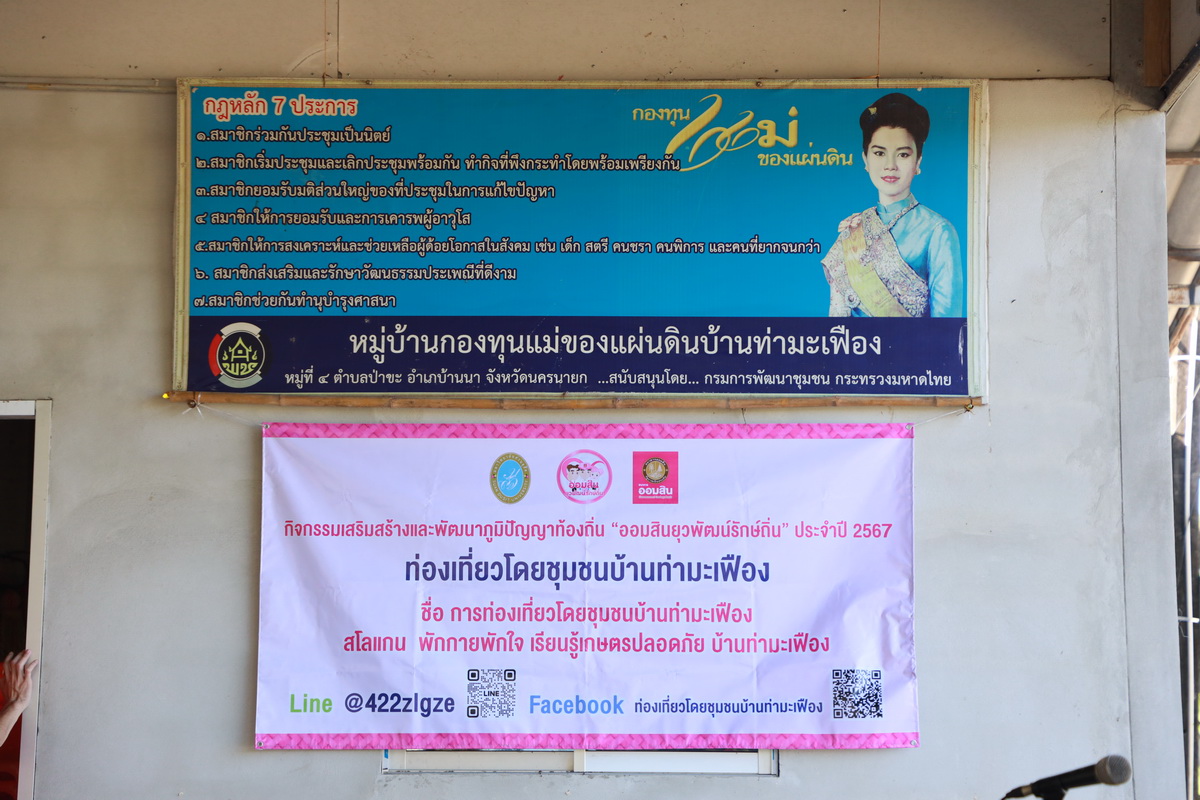 กฎหลัก 7 ประการ
๑.สมาชิกร่วมกันประชุมเป็นนิตย์
๒.สมาชิกเริ่มประชุมและเลิกประชุมพร้อมกัน ทำกิจที่พึงกระทำโดยพร้อมเพรียงกัน
๓.สมาชิกยอมรับมติส่วนใหญ่ของที่ประชุมในการแก้ไขปัญหา
๔ สมาชิกให้การยอมรับและการเคารพผู้อาวุโส
๕.สมาชิกให้การสงเคราะห์และช่วยเหลือผู้ด้อยโอกาสในสังคม เช่น เด็ก สตรี คนชรา คนพิการ และคนที่ยากจนกว่า
๖. สมาชิกส่งเสริมและรักษาวัฒนธรรมประเพณีที่ดีงาม
๗.สมาชิกช่วยกันทำนุบำรุงศาสนา
กองทุน แม่
ของแผ่นดิน
พช
หมู่บ้านกองทุนแม่ของแผ่นดินบ้านท่ามะเฟือง
หมู่ที่ ๔ ตำบลป่าขะ อำเภอบ้านนา จังหวัดนครนายก ...สนับสนุนโดย... กรมการพัฒนาชุมชน กระทรวงมหาดไทย
ออมสิน
ออมสิน
กิจกรรมเสริมสร้างและพัฒนาภูมิปัญญาท้องถิ่น “ออมสินยุวพัฒน์รักษ์ถิ่น” ประจำปี 2567
ท่องเที่ยวโดยชุมชนบ้านท่ามะเฟือง
ชื่อ การท่องเที่ยวโดยชุมชนบ้านท่ามะเฟือง
สโลแกน พักกายพักใจ เรียนรู้เกษตรปลอดภัย บ้านท่ามะเฟือง
Line @422zlgze LINE Facebook ท่องเที่ยวโดยชุมชนบ้านท่ามะเฟือง